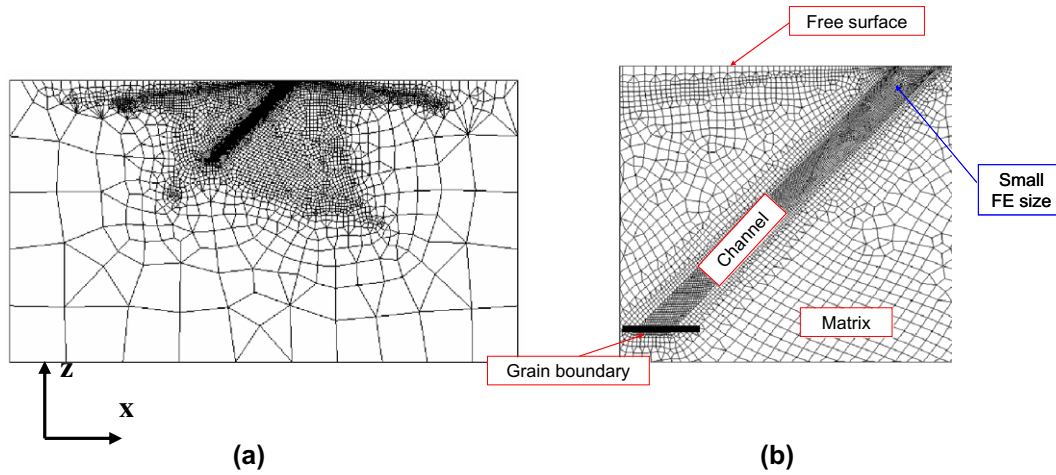 Free surface
Small
FE size
Channel
Matrix
Grain boundary
z
x
(a)
(b)